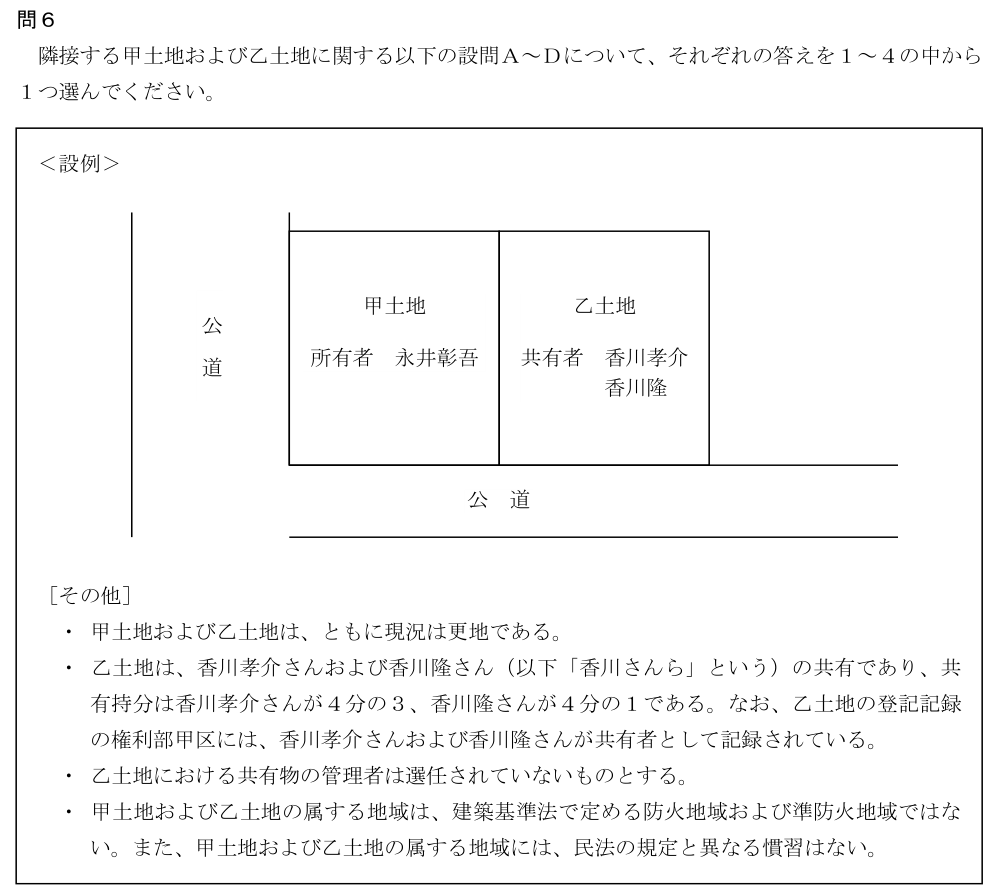 問６
隣接する甲土地および乙土地に関する以下の設問Ａ～Ｄについて、それぞれの答えを１～４の中から
１つ選んでください。
＜設例＞
公
道
甲土地
所有者　永井彰吾
乙土地
共有者　香川孝介
香川隆
公　道
［その他］
・ 甲土地および乙土地は、ともに現況は更地である。
・ 乙土地は、香川孝介さんおよび香川隆さん（以下「香川さんら」という）の共有であり、共
有持分は香川孝介さんが４分の３、香川隆さんが４分の１である。なお、乙土地の登記記録
の権利部甲区には、香川孝介さんおよび香川隆さんが共有者として記録されている。
・ 乙土地における共有物の管理者は選任されていないものとする。
・ 甲土地および乙土地の属する地域は、建築基準法で定める防火地域および準防火地域ではな
い。また、甲土地および乙土地の属する地域には、民法の規定と異なる慣習はない。